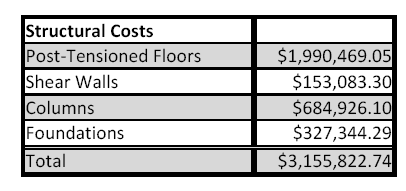 Structural Costs
Post-Tensioned Floors $1,990,469.05
Shear Walls $153,083.30
Columns $684,926.10
Foundations $327,344.29
Total $3,155,822.74